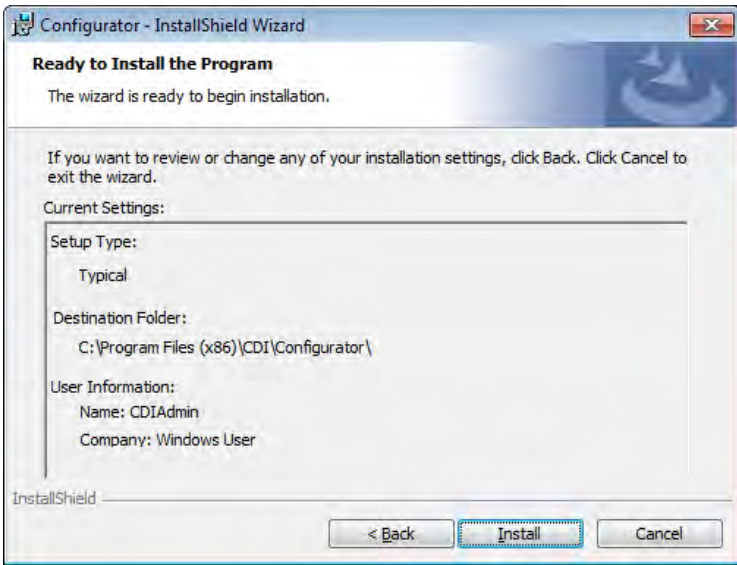 Configurator - InstallShield Wizard
Ready to Install the Program
The wizard is ready to begin installation.
If you want to review or change any of your installation settings, click Back. Click Cancel to
exit the wizard.
Current Settings:
Setup Type:
Typical
Destination Folder:
C:\Program Files (x86)\CDI\Configurator\
User Information:
Name: CDIAdmin
Company: Windows User
InstallShield
< Back
Install
Cancel